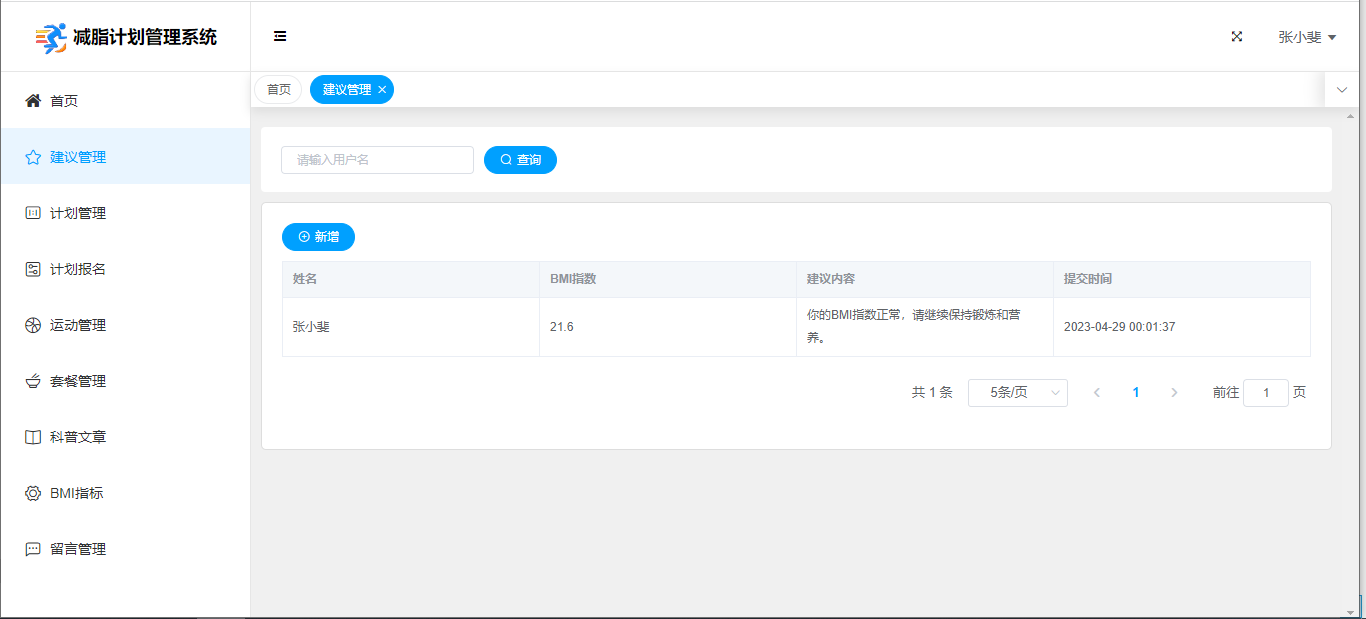 减脂计划管理系统
张小斐
首页
建议管理
首页
建议管理
计划管理
计划报名
运动管理
套餐管理
科普文章
BMI指标
留言管理
请输入用户名
查询
新增
姓名 BMI指数 建议内容 提交时间
张小斐 21.6 你的BMI指数正常，请继续保持锻炼和营 2023-04-29 00:01:37
养。
共 1 条 5条/页 1 前往 1 页